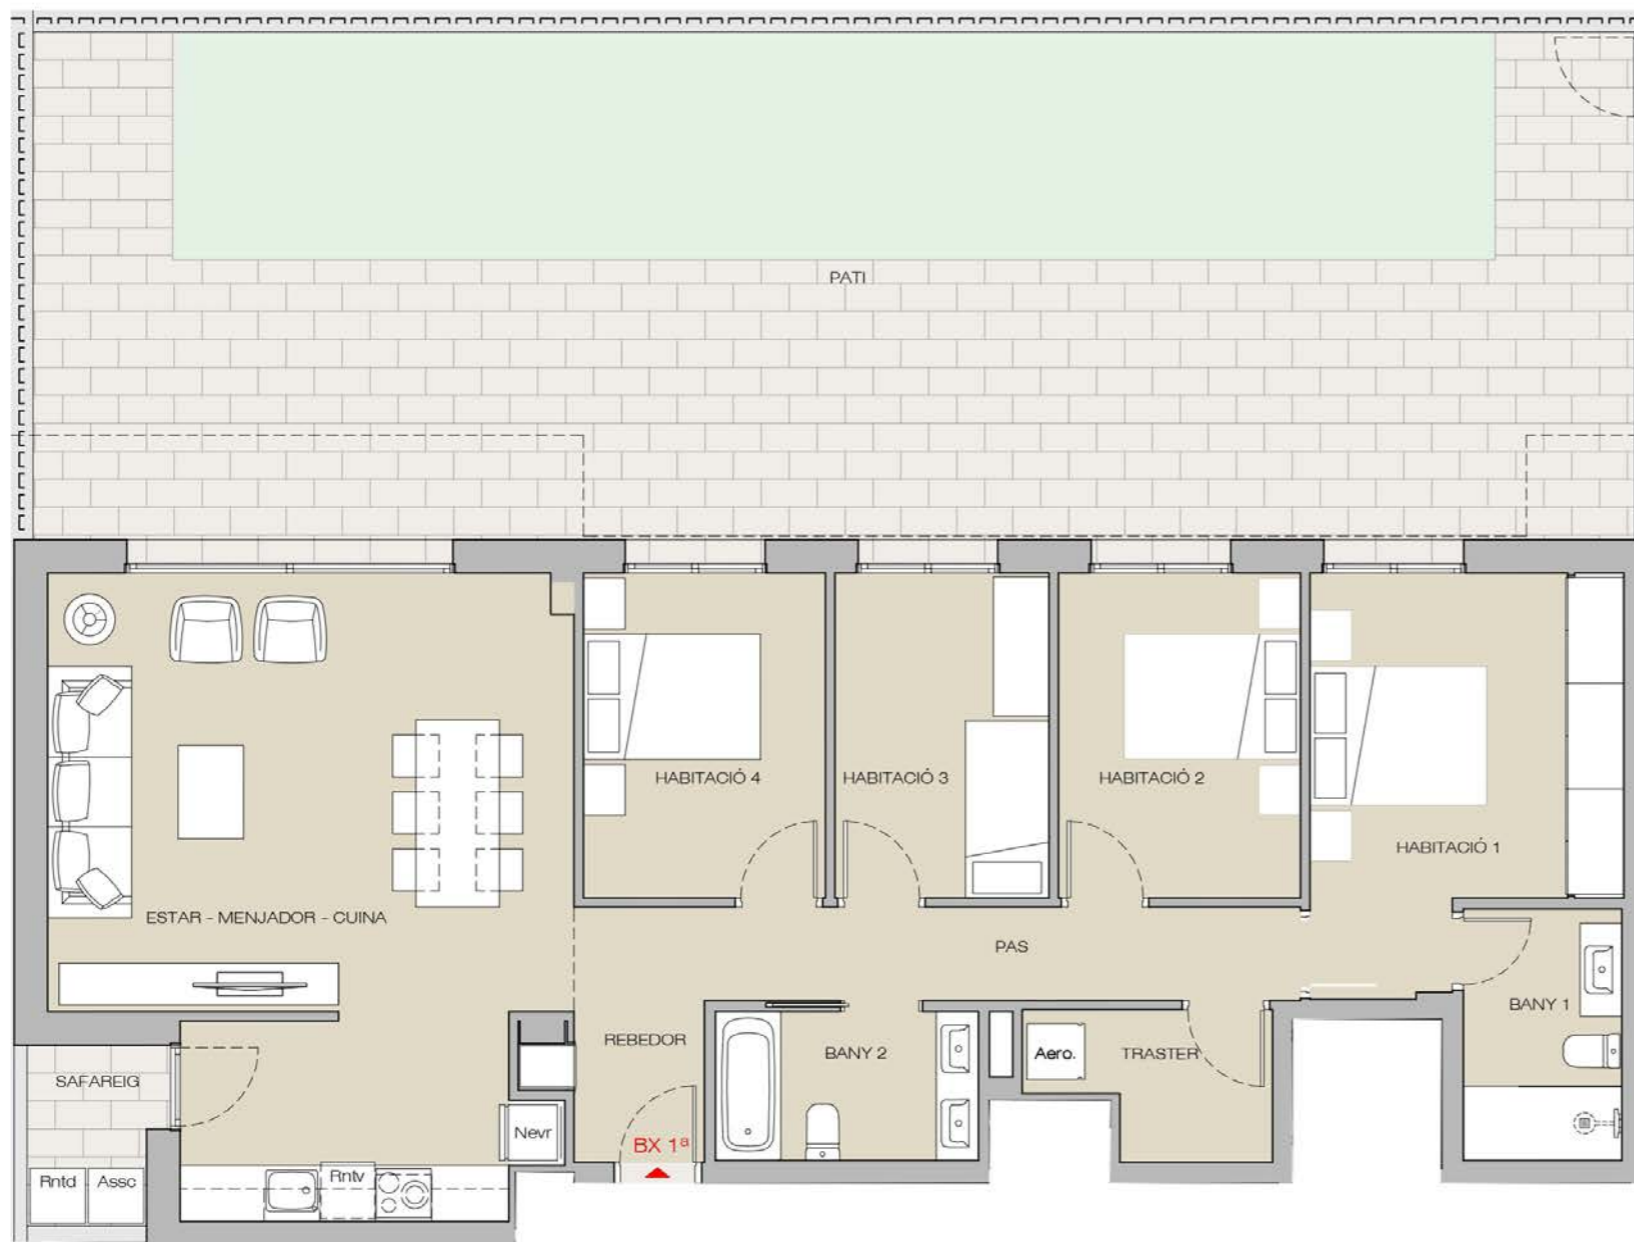 PATI
HABITACIÓ 4
HABITACIÓ 3
HABITACIÓ 2
HABITACIÓ 1
ESTAR - MENJADOR - CUINA
PAS
BANY 1
REBEDOR
BANY 2
Aero.
TRASTER
SAFAREIG
Nevr
BX 1ª
Rntd
Assc
Rntv